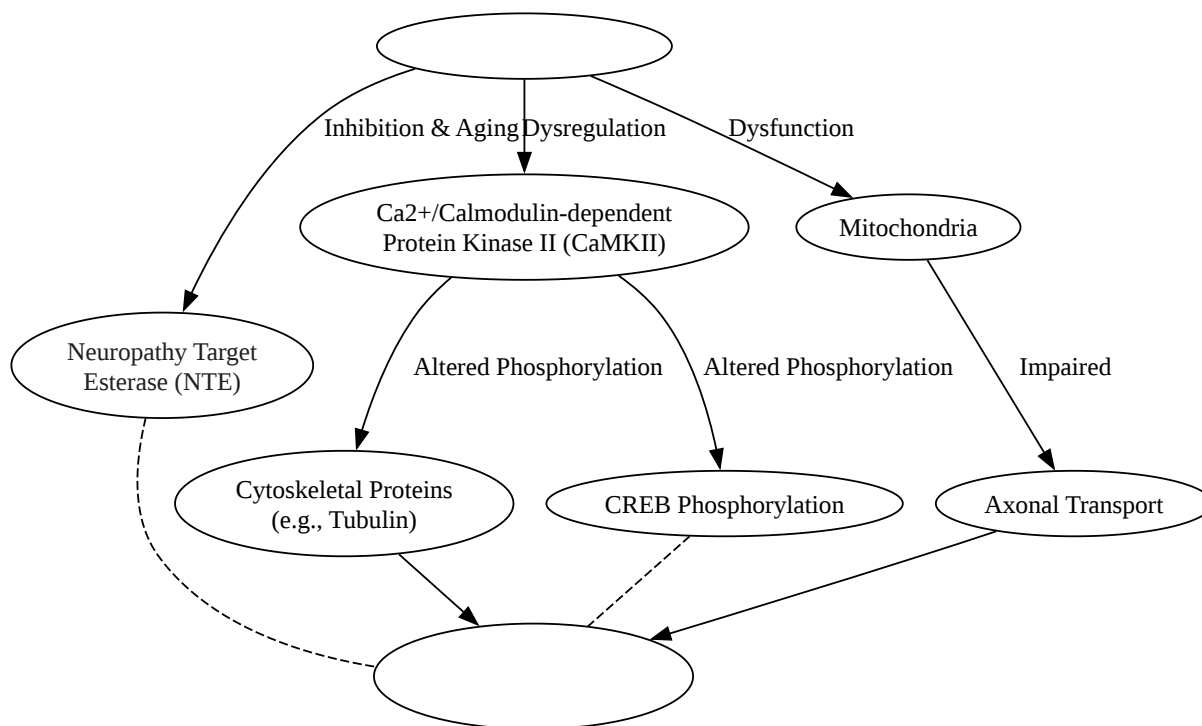 Inhibition & Aging
Dysregulation
Dysfunction
Ca2+/Calmodulin-dependent
Protein Kinase II (CaMKII)
Mitochondria
Neuropathy Target
Esterase (NTE)
Altered Phosphorylation
Altered Phosphorylation
Impaired
Cytoskeletal Proteins
(e.g., Tubulin)
CREB Phosphorylation
Axonal Transport